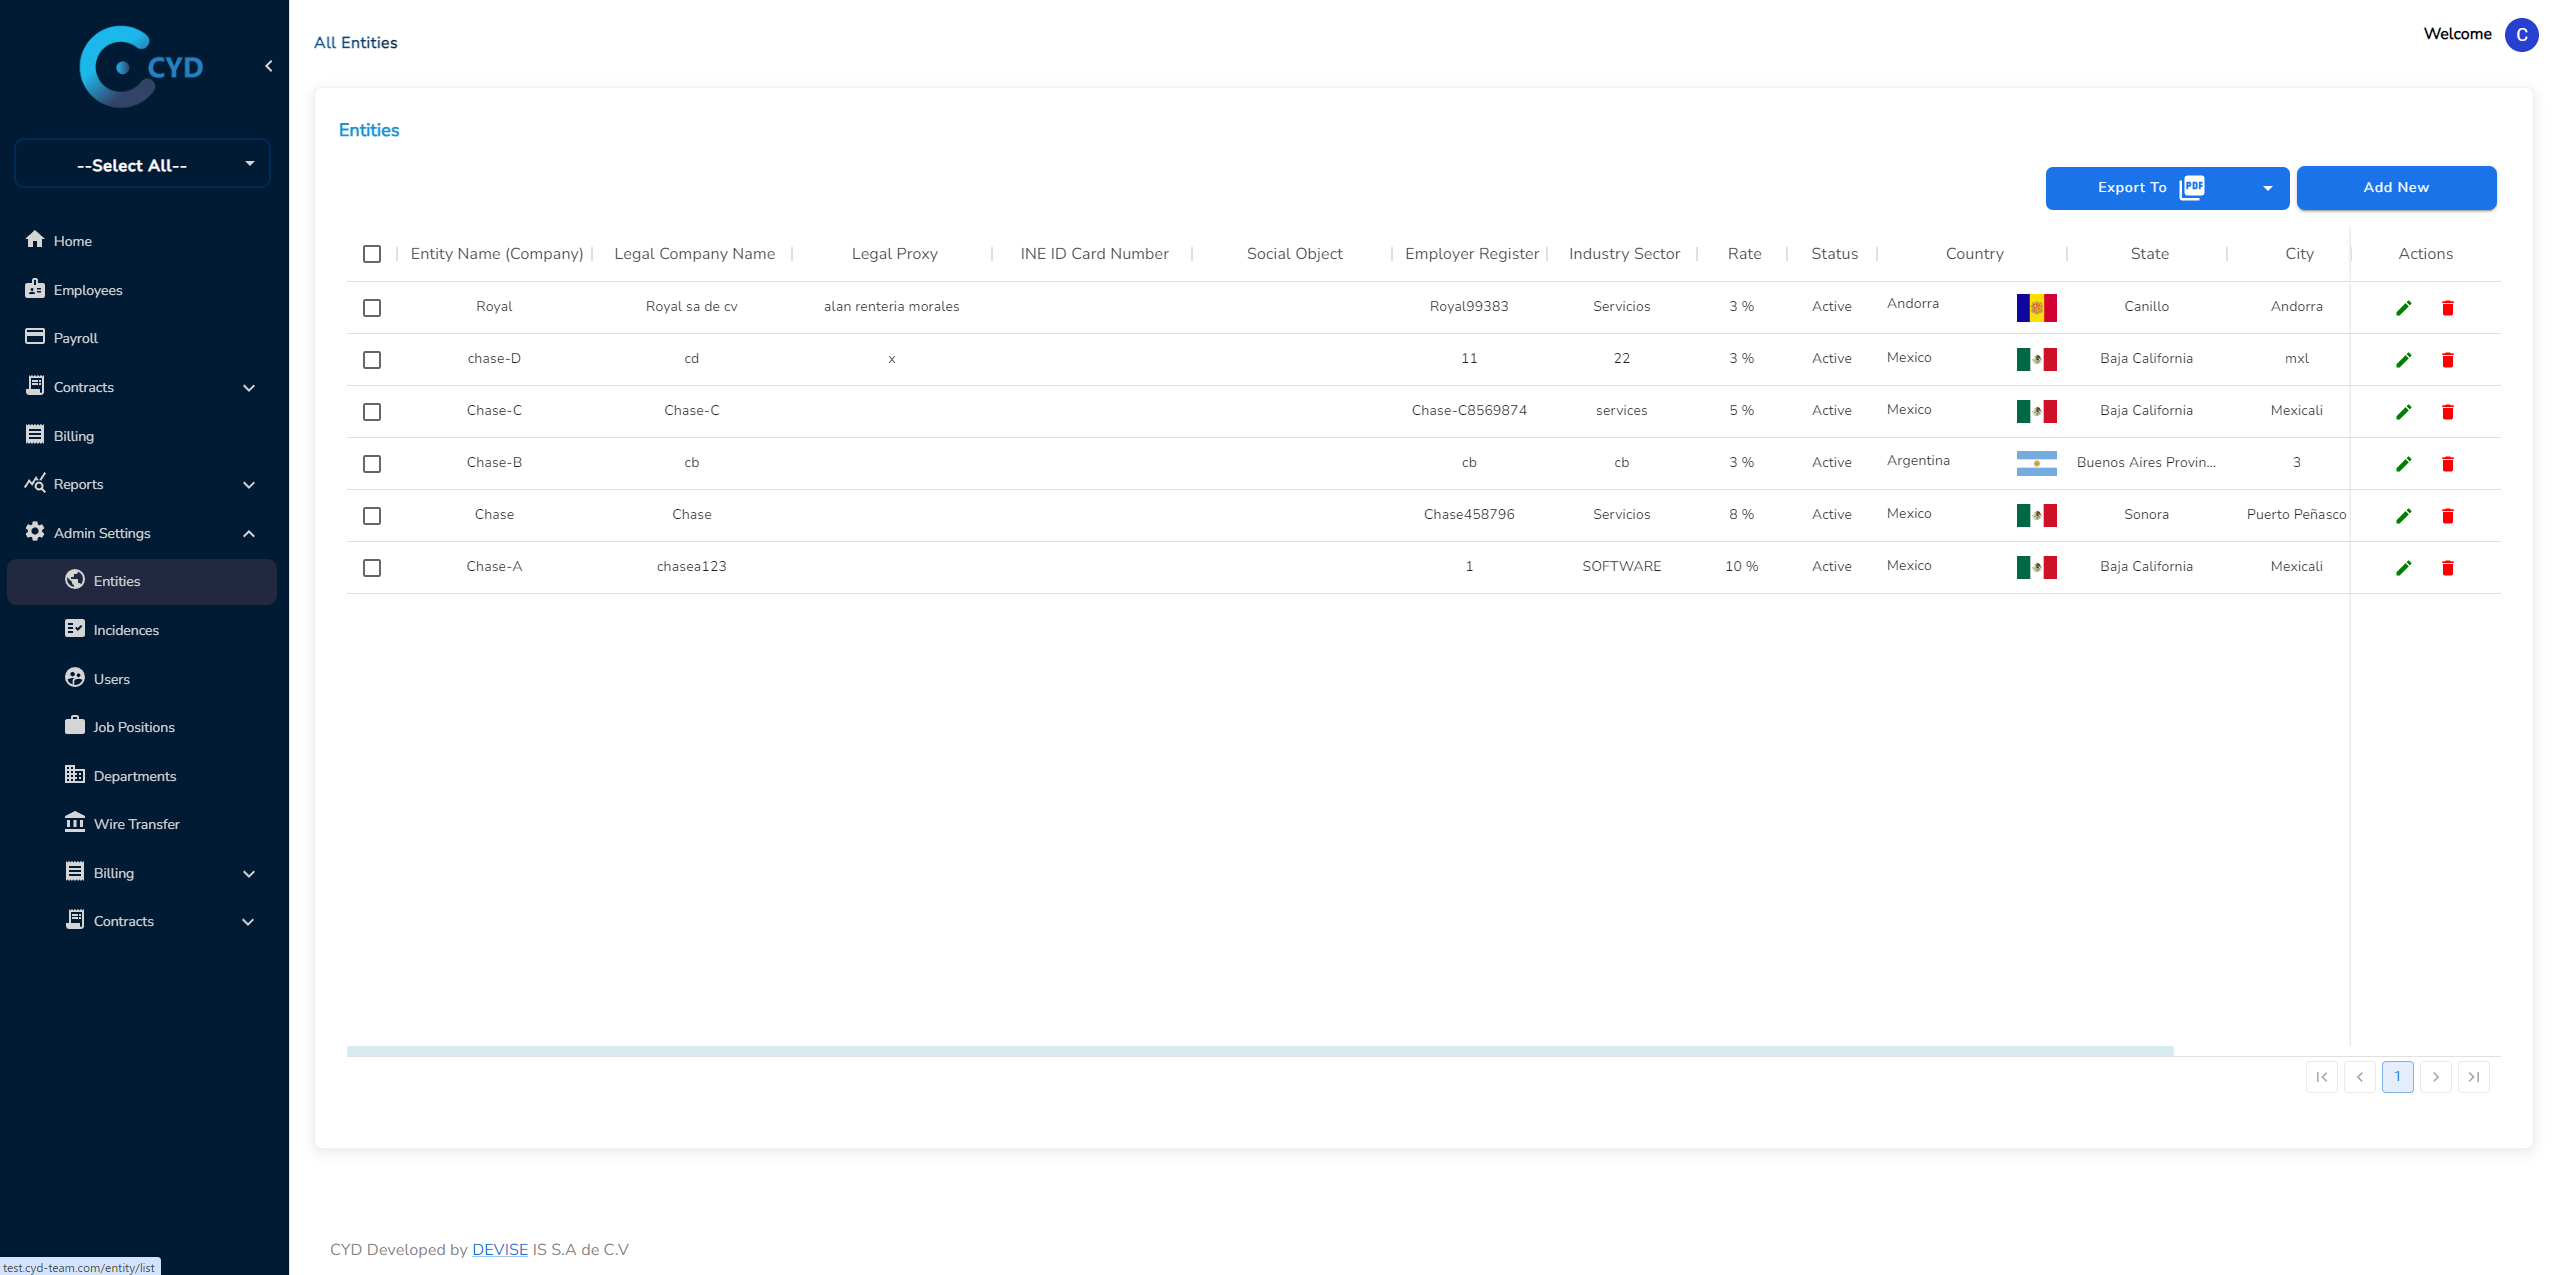 CYD
--Select All--
Home
Employees
Payroll
Contracts
Billing
Reports
Admin Settings
Entities
Incidences
Users
Job Positions
Departments
Wire Transfer
Billing
Contracts
test.cyd-team.com/entity/list
All Entities
Welcome C
Entities
Export To PDF
Add New
Entity Name (Company) Legal Company Name Legal Proxy INE ID Card Number Social Object Employer Register Industry Sector Rate Status Country State City Actions
Royal Royal sa de cv alan renteria morales Royal99383 Servicios 3 % Active Andorra Canillo Andorra
chase-D cd x 11 22 3 % Active Mexico Baja California mxl
Chase-C Chase-C Chase-C8569874 services 5 % Active Mexico Baja California Mexicali
Chase-B cb cb cb 3 % Active Argentina Buenos Aires Provin... 3
Chase Chase Chase458796 Servicios 8 % Active Mexico Sonora Puerto Peñasco
Chase-A chasea123 1 SOFTWARE 10 % Active Mexico Baja California Mexicali
1
CYD Developed by DEVISE IS S.A de C.V